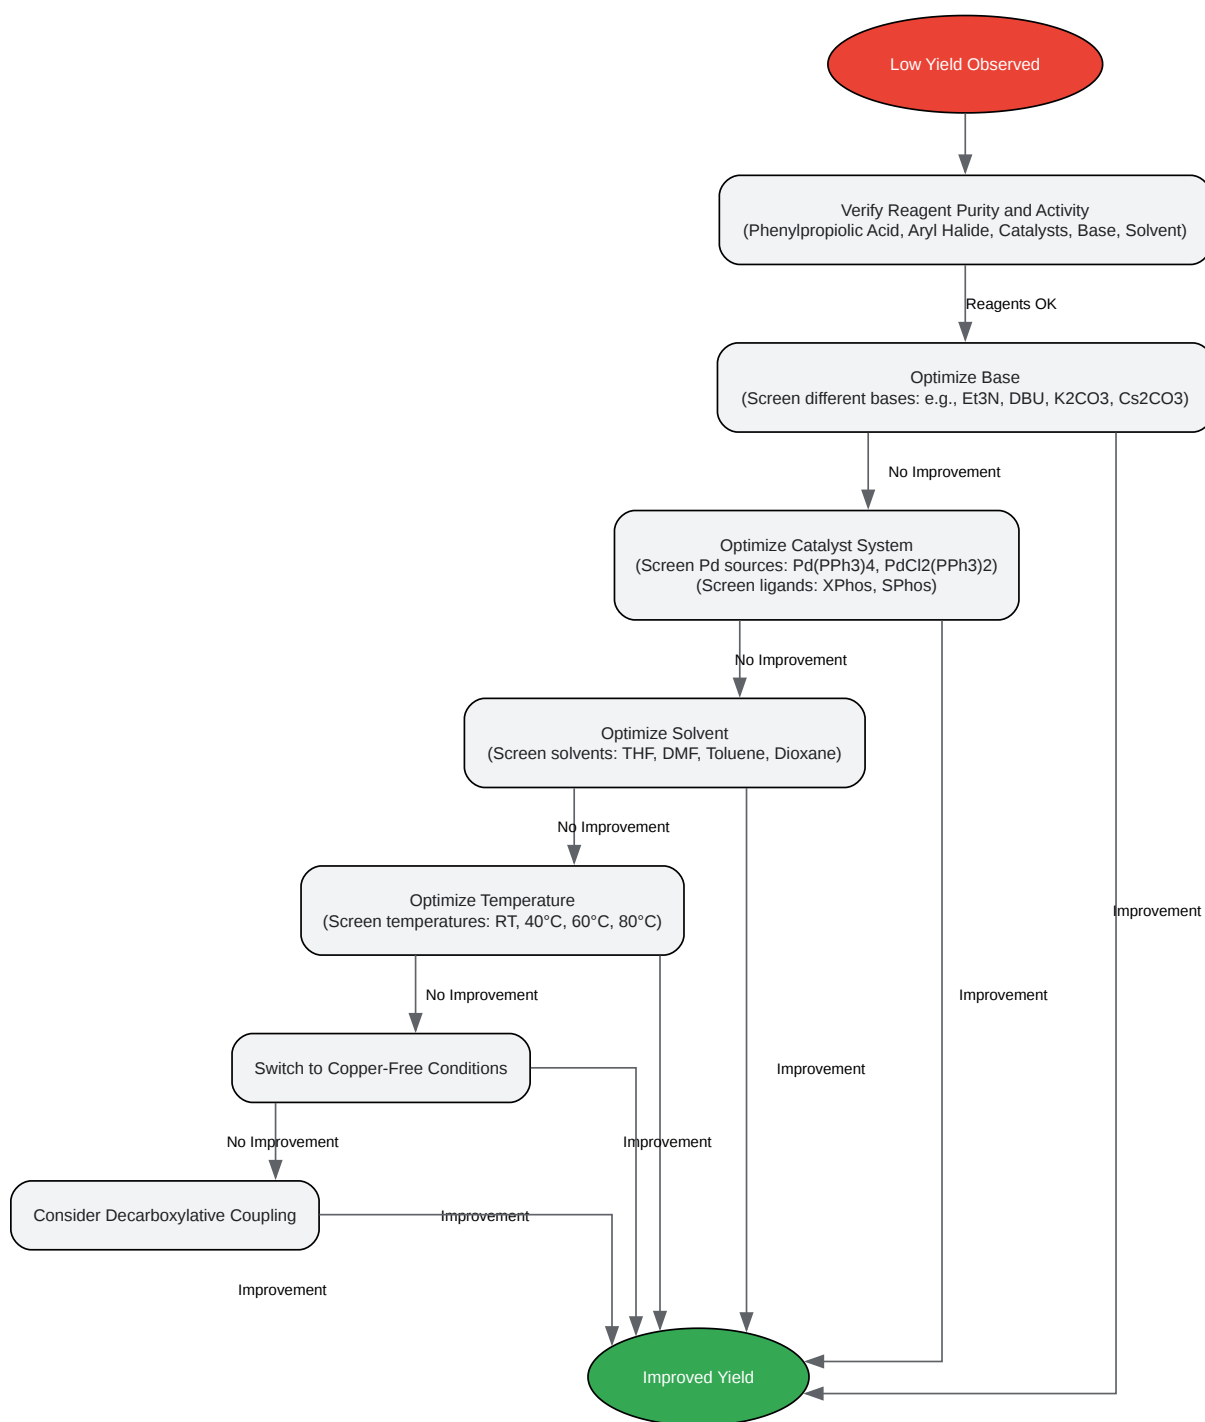 Low Yield Observed
Verify Reagent Purity and Activity
(Phenylpropiolic Acid, Aryl Halide, Catalysts, Base, Solvent)
Reagents OK
Optimize Base
(Screen different bases: e.g., Et3N, DBU, K2CO3, Cs2CO3)
No Improvement
Optimize Catalyst System
(Screen Pd sources: Pd(PPh3)4, PdCl2(PPh3)2)
(Screen ligands: XPhos, SPhos)
No Improvement
Optimize Solvent
(Screen solvents: THF, DMF, Toluene, Dioxane)
No Improvement
Optimize Temperature
(Screen temperatures: RT, 40°C, 60°C, 80°C)
Improvement
No Improvement
Improvement
Switch to Copper-Free Conditions
Improvement
No Improvement
Improvement
Consider Decarboxylative Coupling
Improvement
Improvement
Improved Yield